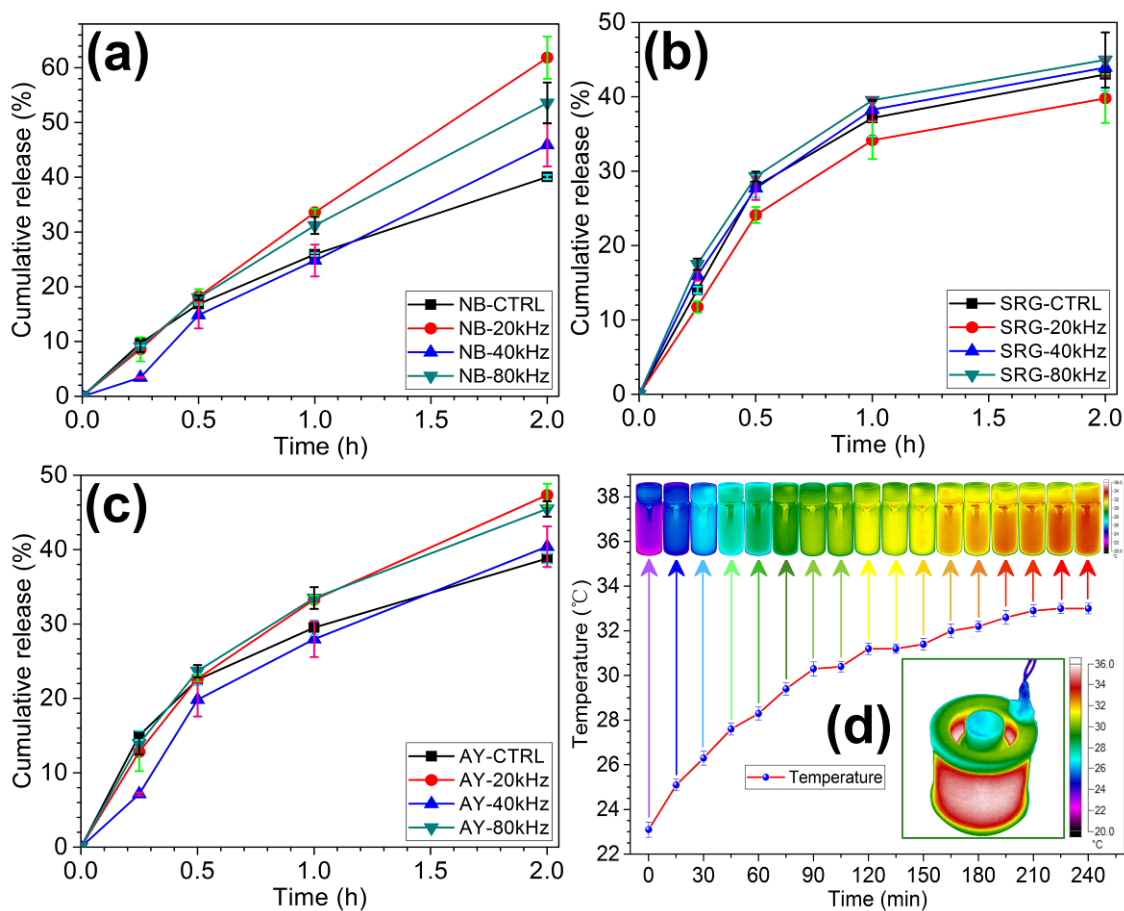 (a)
Cumulative release (%)
60
50
40
30
20
10
0
NB-CTRL
NB-20kHz
NB-40kHz
NB-80kHz
0.0 0.5 1.0 1.5 2.0
Time (h)
(b)
Cumulative release (%)
50
40
30
20
10
0
SRG-CTRL
SRG-20kHz
SRG-40kHz
SRG-80kHz
0.0 0.5 1.0 1.5 2.0
Time (h)
(c)
Cumulative release (%)
50
40
30
20
10
0
AY-CTRL
AY-20kHz
AY-40kHz
AY-80kHz
0.0 0.5 1.0 1.5 2.0
Time (h)
(d)
Temperature (℃)
38
36
34
32
30
28
26
24
22
Temperature
36.0
34
32
30
28
26
24
22
20.0
°C
0 30 60 90 120 150 180 210 240
Time (min)